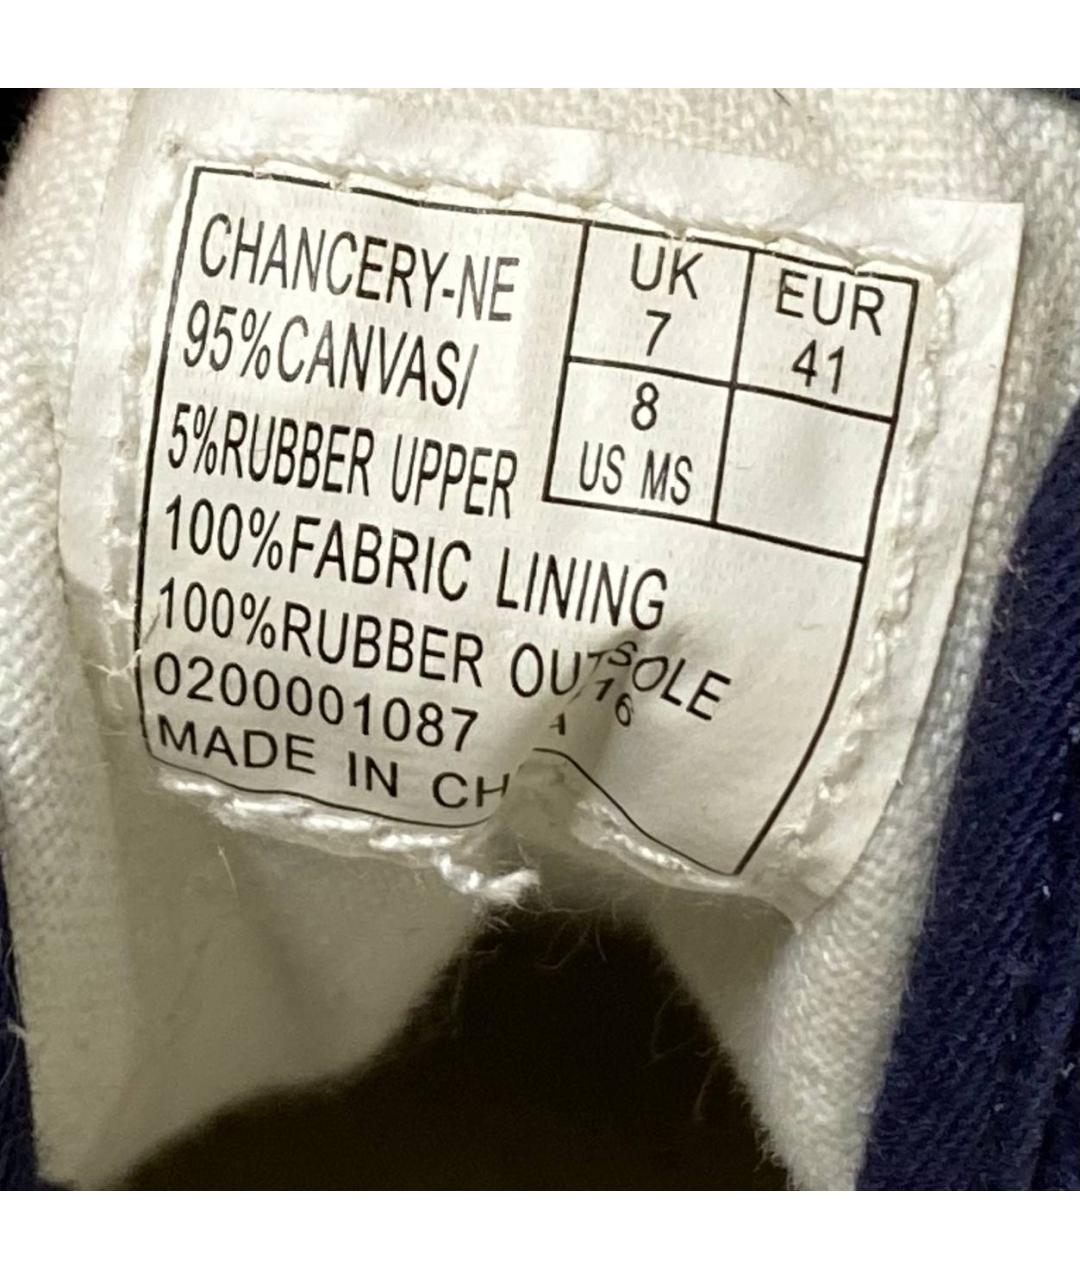 CHANCERY-NE
95%CANVAS/
5%RUBBER UPPER
100%FABRIC LINING
100%RUBBER OUTSOLE
0200001087
MADE IN CH
UK
7
EUR
41
8
US MS